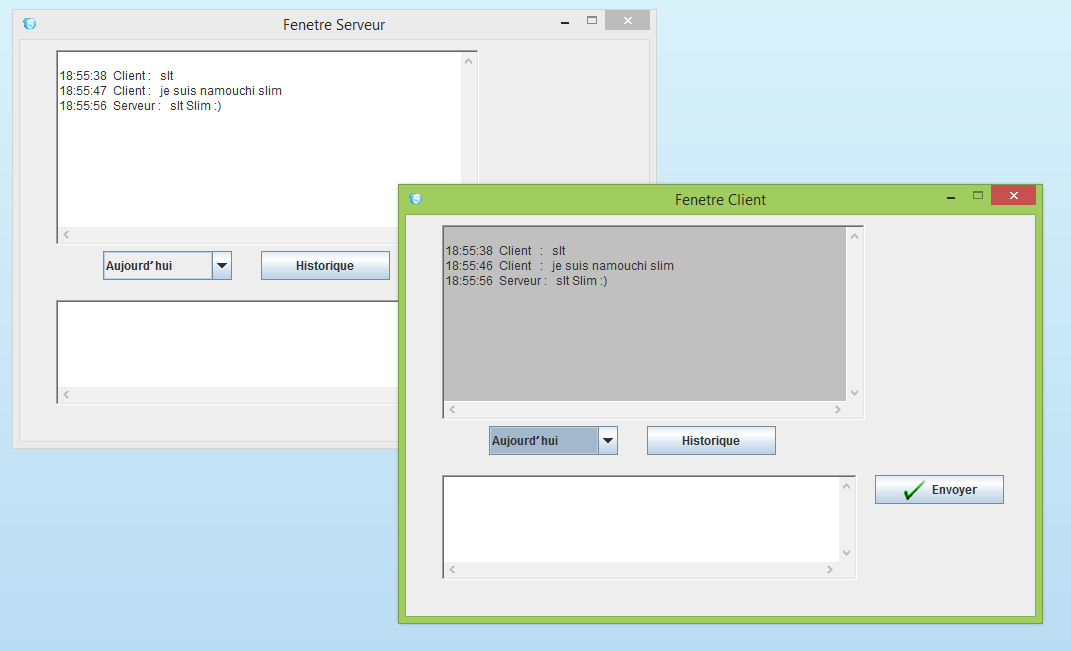 Fenetre Serveur
18:55:38 Client : slt
18:55:47 Client : je suis namouchi slim
18:55:56 Serveur : slt Slim :)
Aujourd'hui
Historique
Fenetre Client
18:55:38 Client : slt
18:55:46 Client : je suis namouchi slim
18:55:56 Serveur : slt Slim :)
Aujourd'hui
Historique
Envoyer